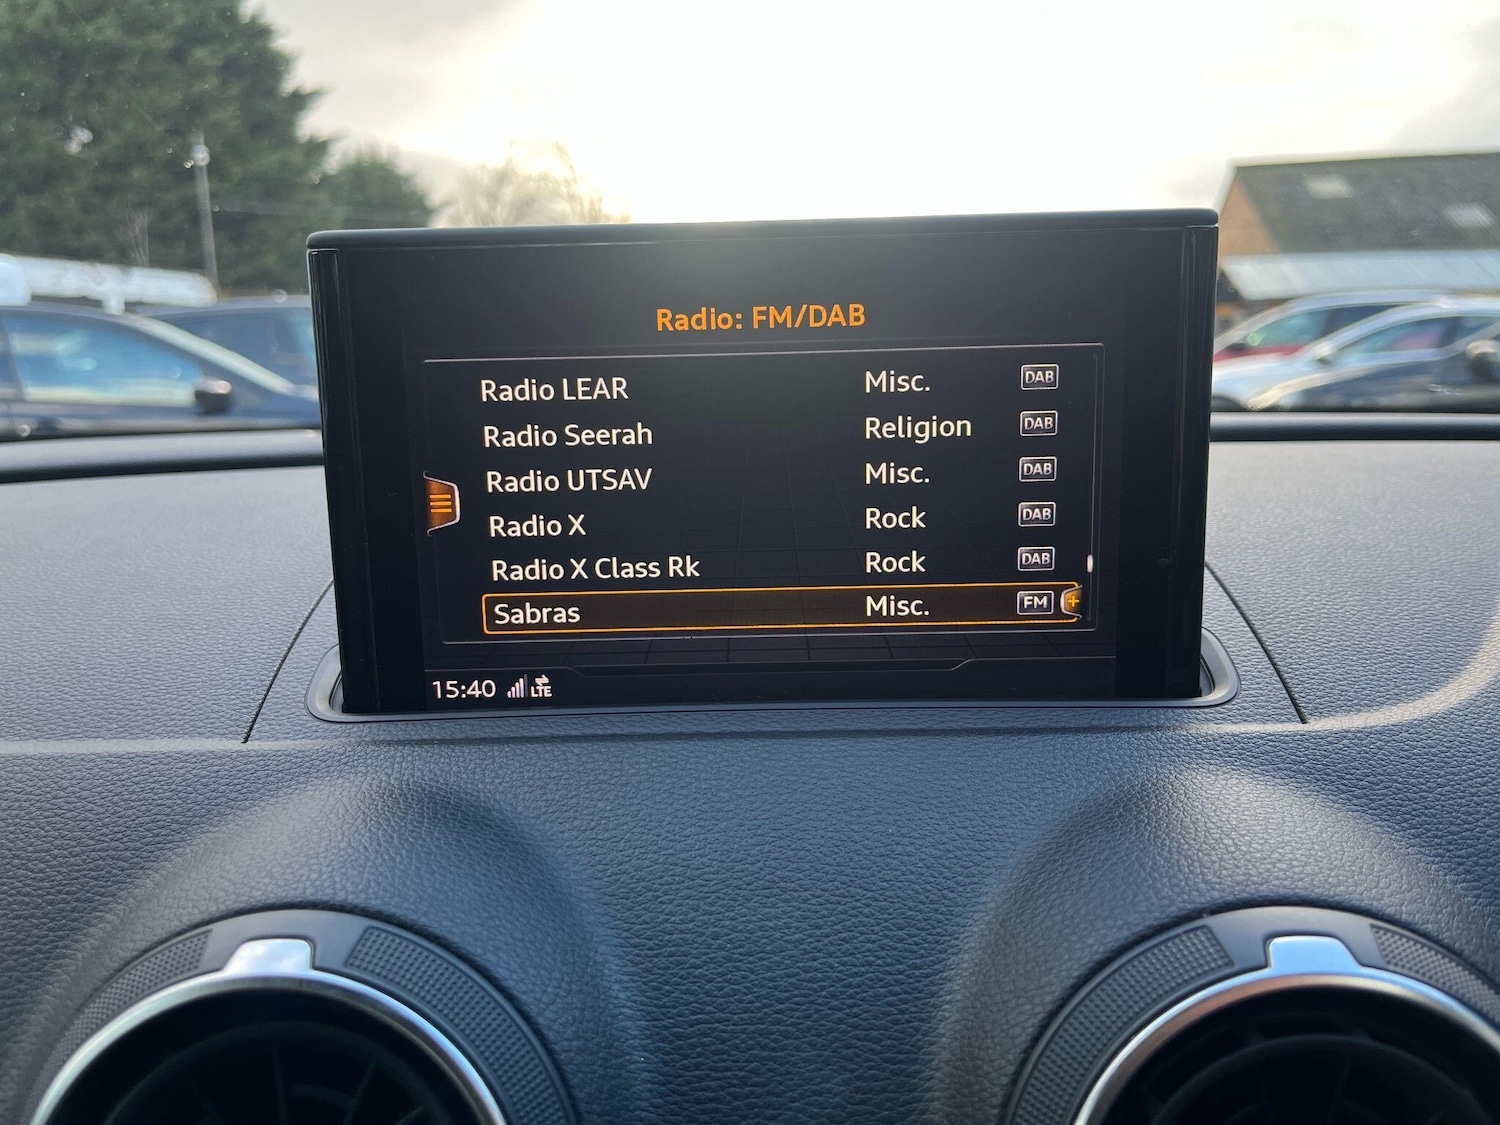 Radio: FM/DAB
Radio LEAR Misc. DAB
Radio Seerah Religion DAB
Radio UTSAV Misc. DAB
Radio X Rock DAB
Radio X Class Rk Rock DAB
Sabras Misc. FM +
15:40 LTE